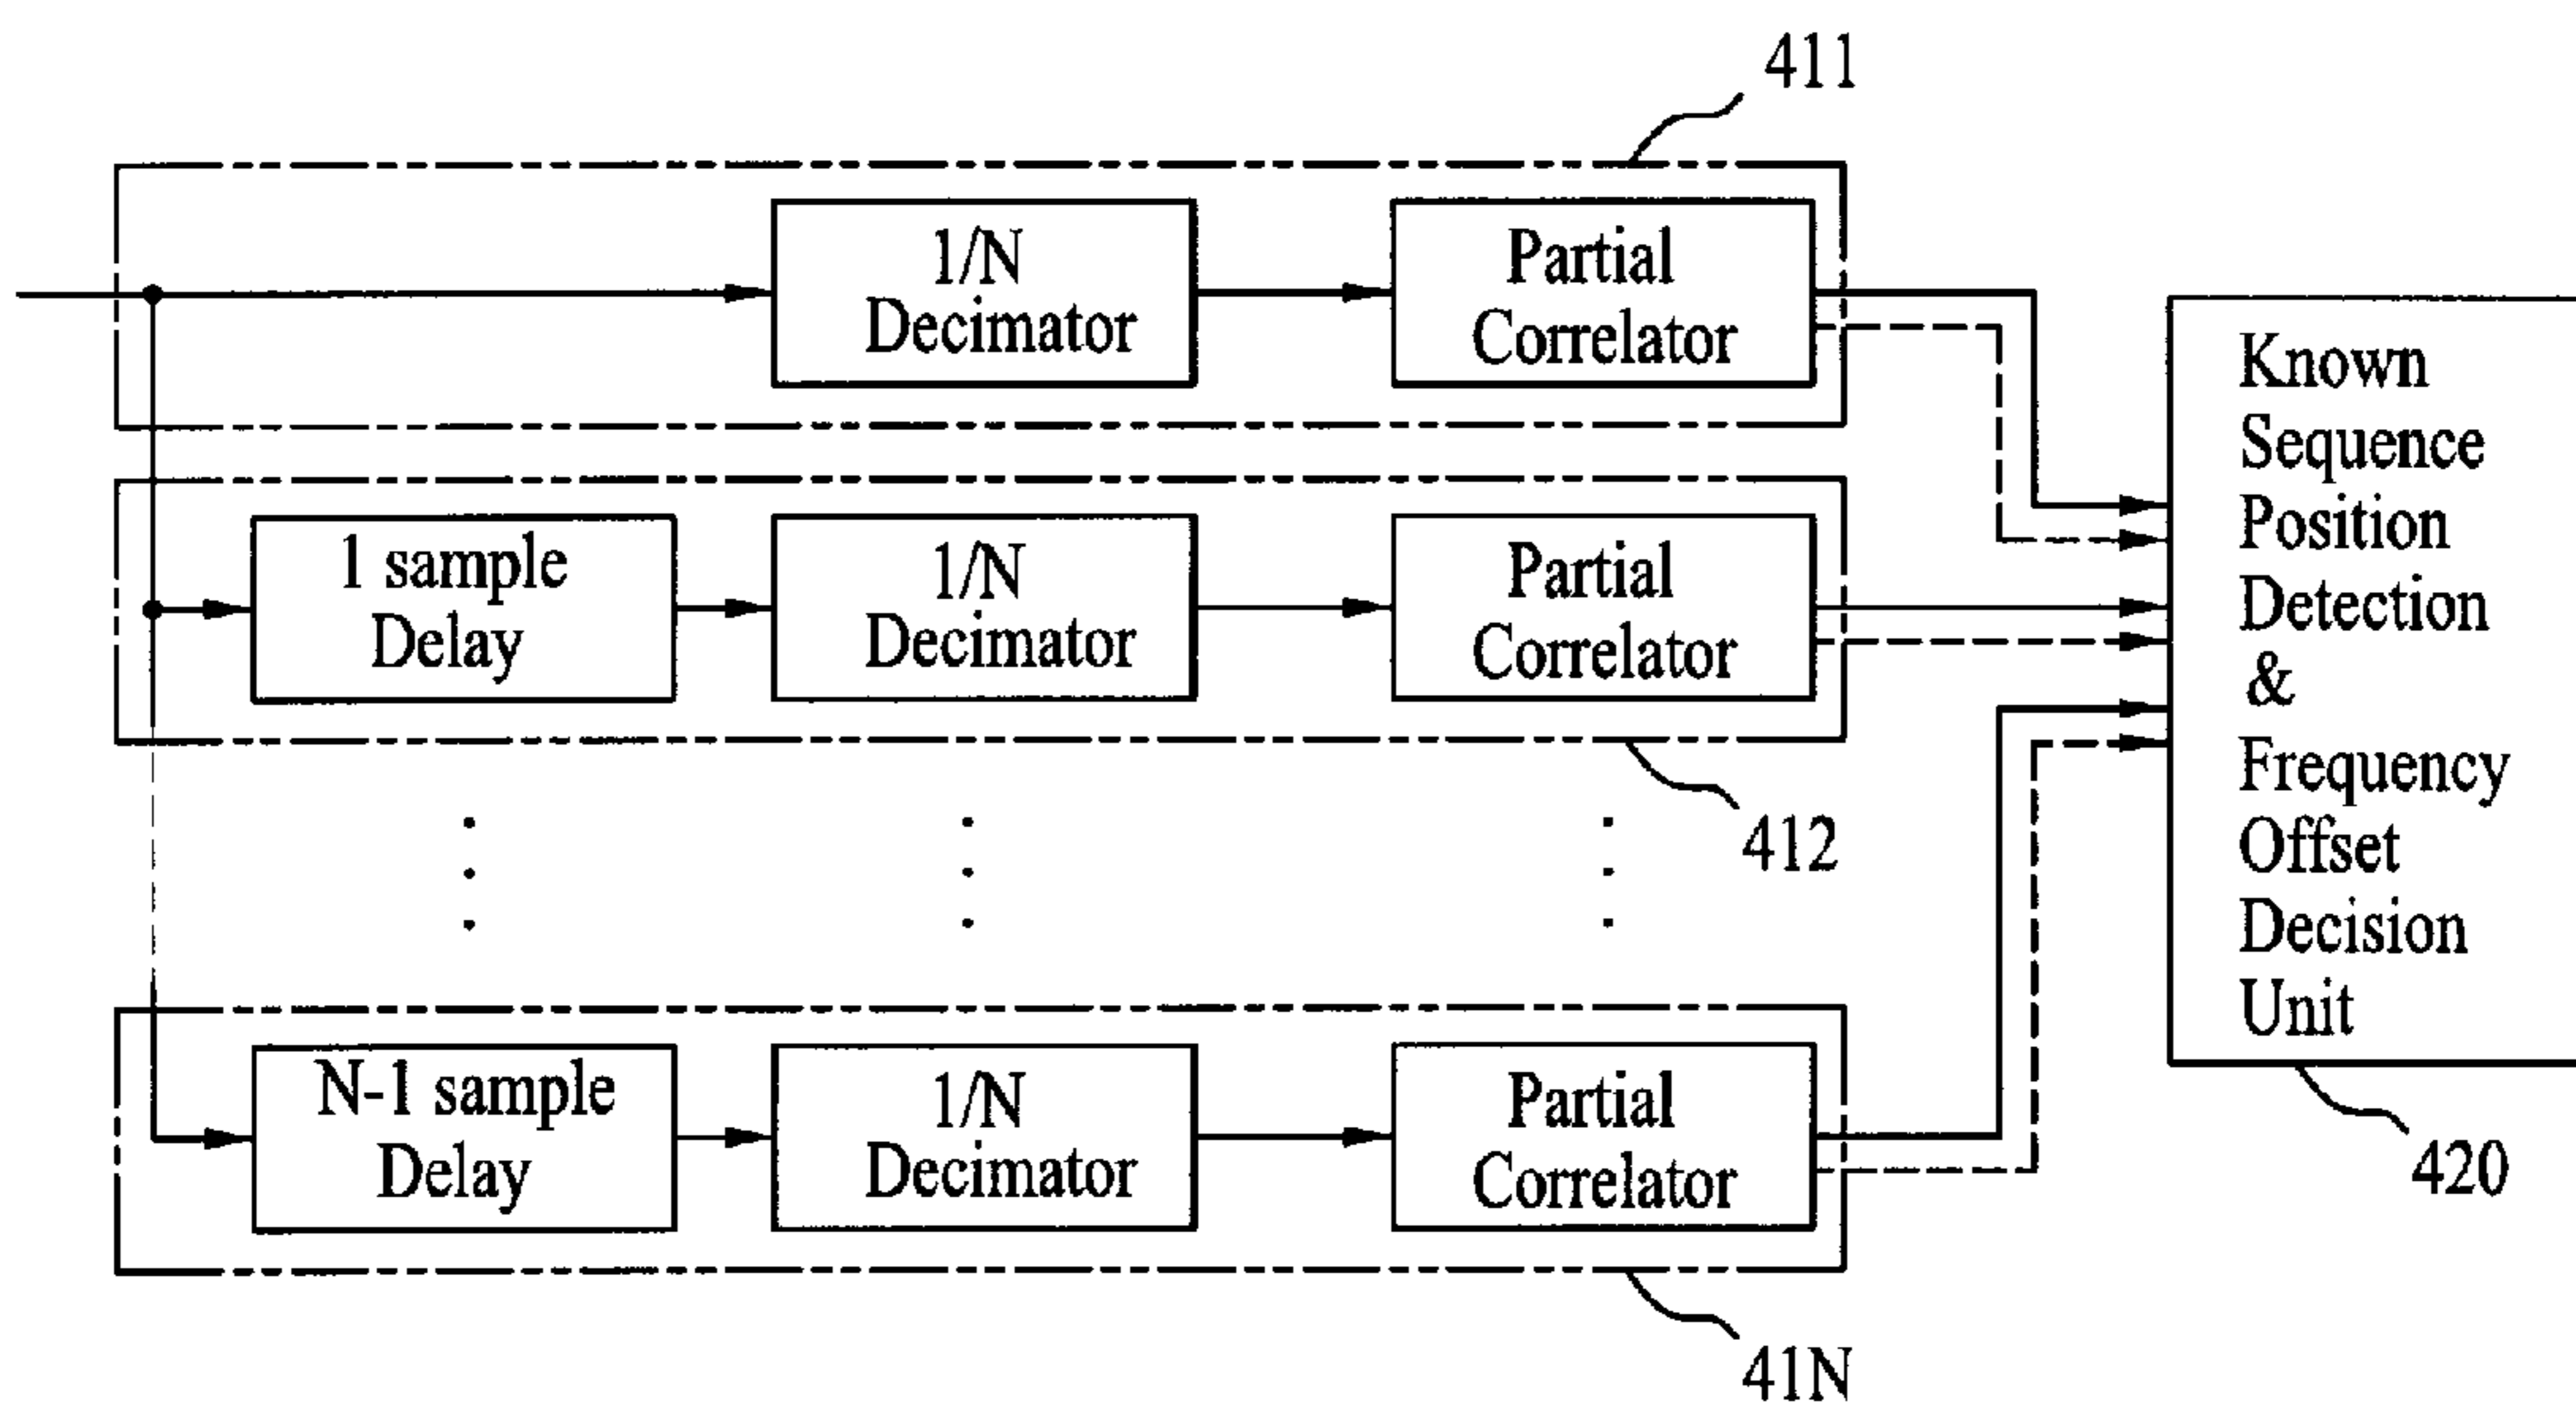 411
1/N
Decimator
Partial
Correlator
1 sample
Delay
1/N
Decimator
Partial
Correlator
412
N-1 sample
Delay
1/N
Decimator
Partial
Correlator
41N
Known
Sequence
Position
Detection
&
Frequency
Offset
Decision
Unit
420